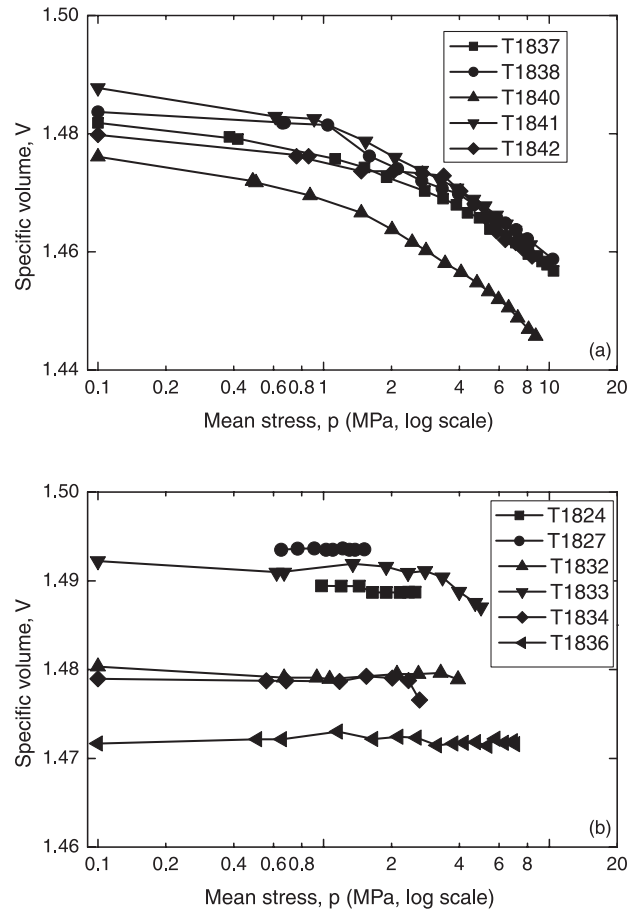 1.50
T1837
T1838
T1840
T1841
T1842
1.48
1.46
1.44
Specific volume, V
(a)
0.1 0.2 0.4 0.6 0.8 1 2 4 6 8 10 20
Mean stress, p (MPa, log scale)
1.50
T1824
T1827
T1832
T1833
T1834
T1836
1.49
1.48
1.47
1.46
Specific volume, V
(b)
0.1 0.2 0.4 0.6 0.8 1 2 4 6 8 10 20
Mean stress, p (MPa, log scale)